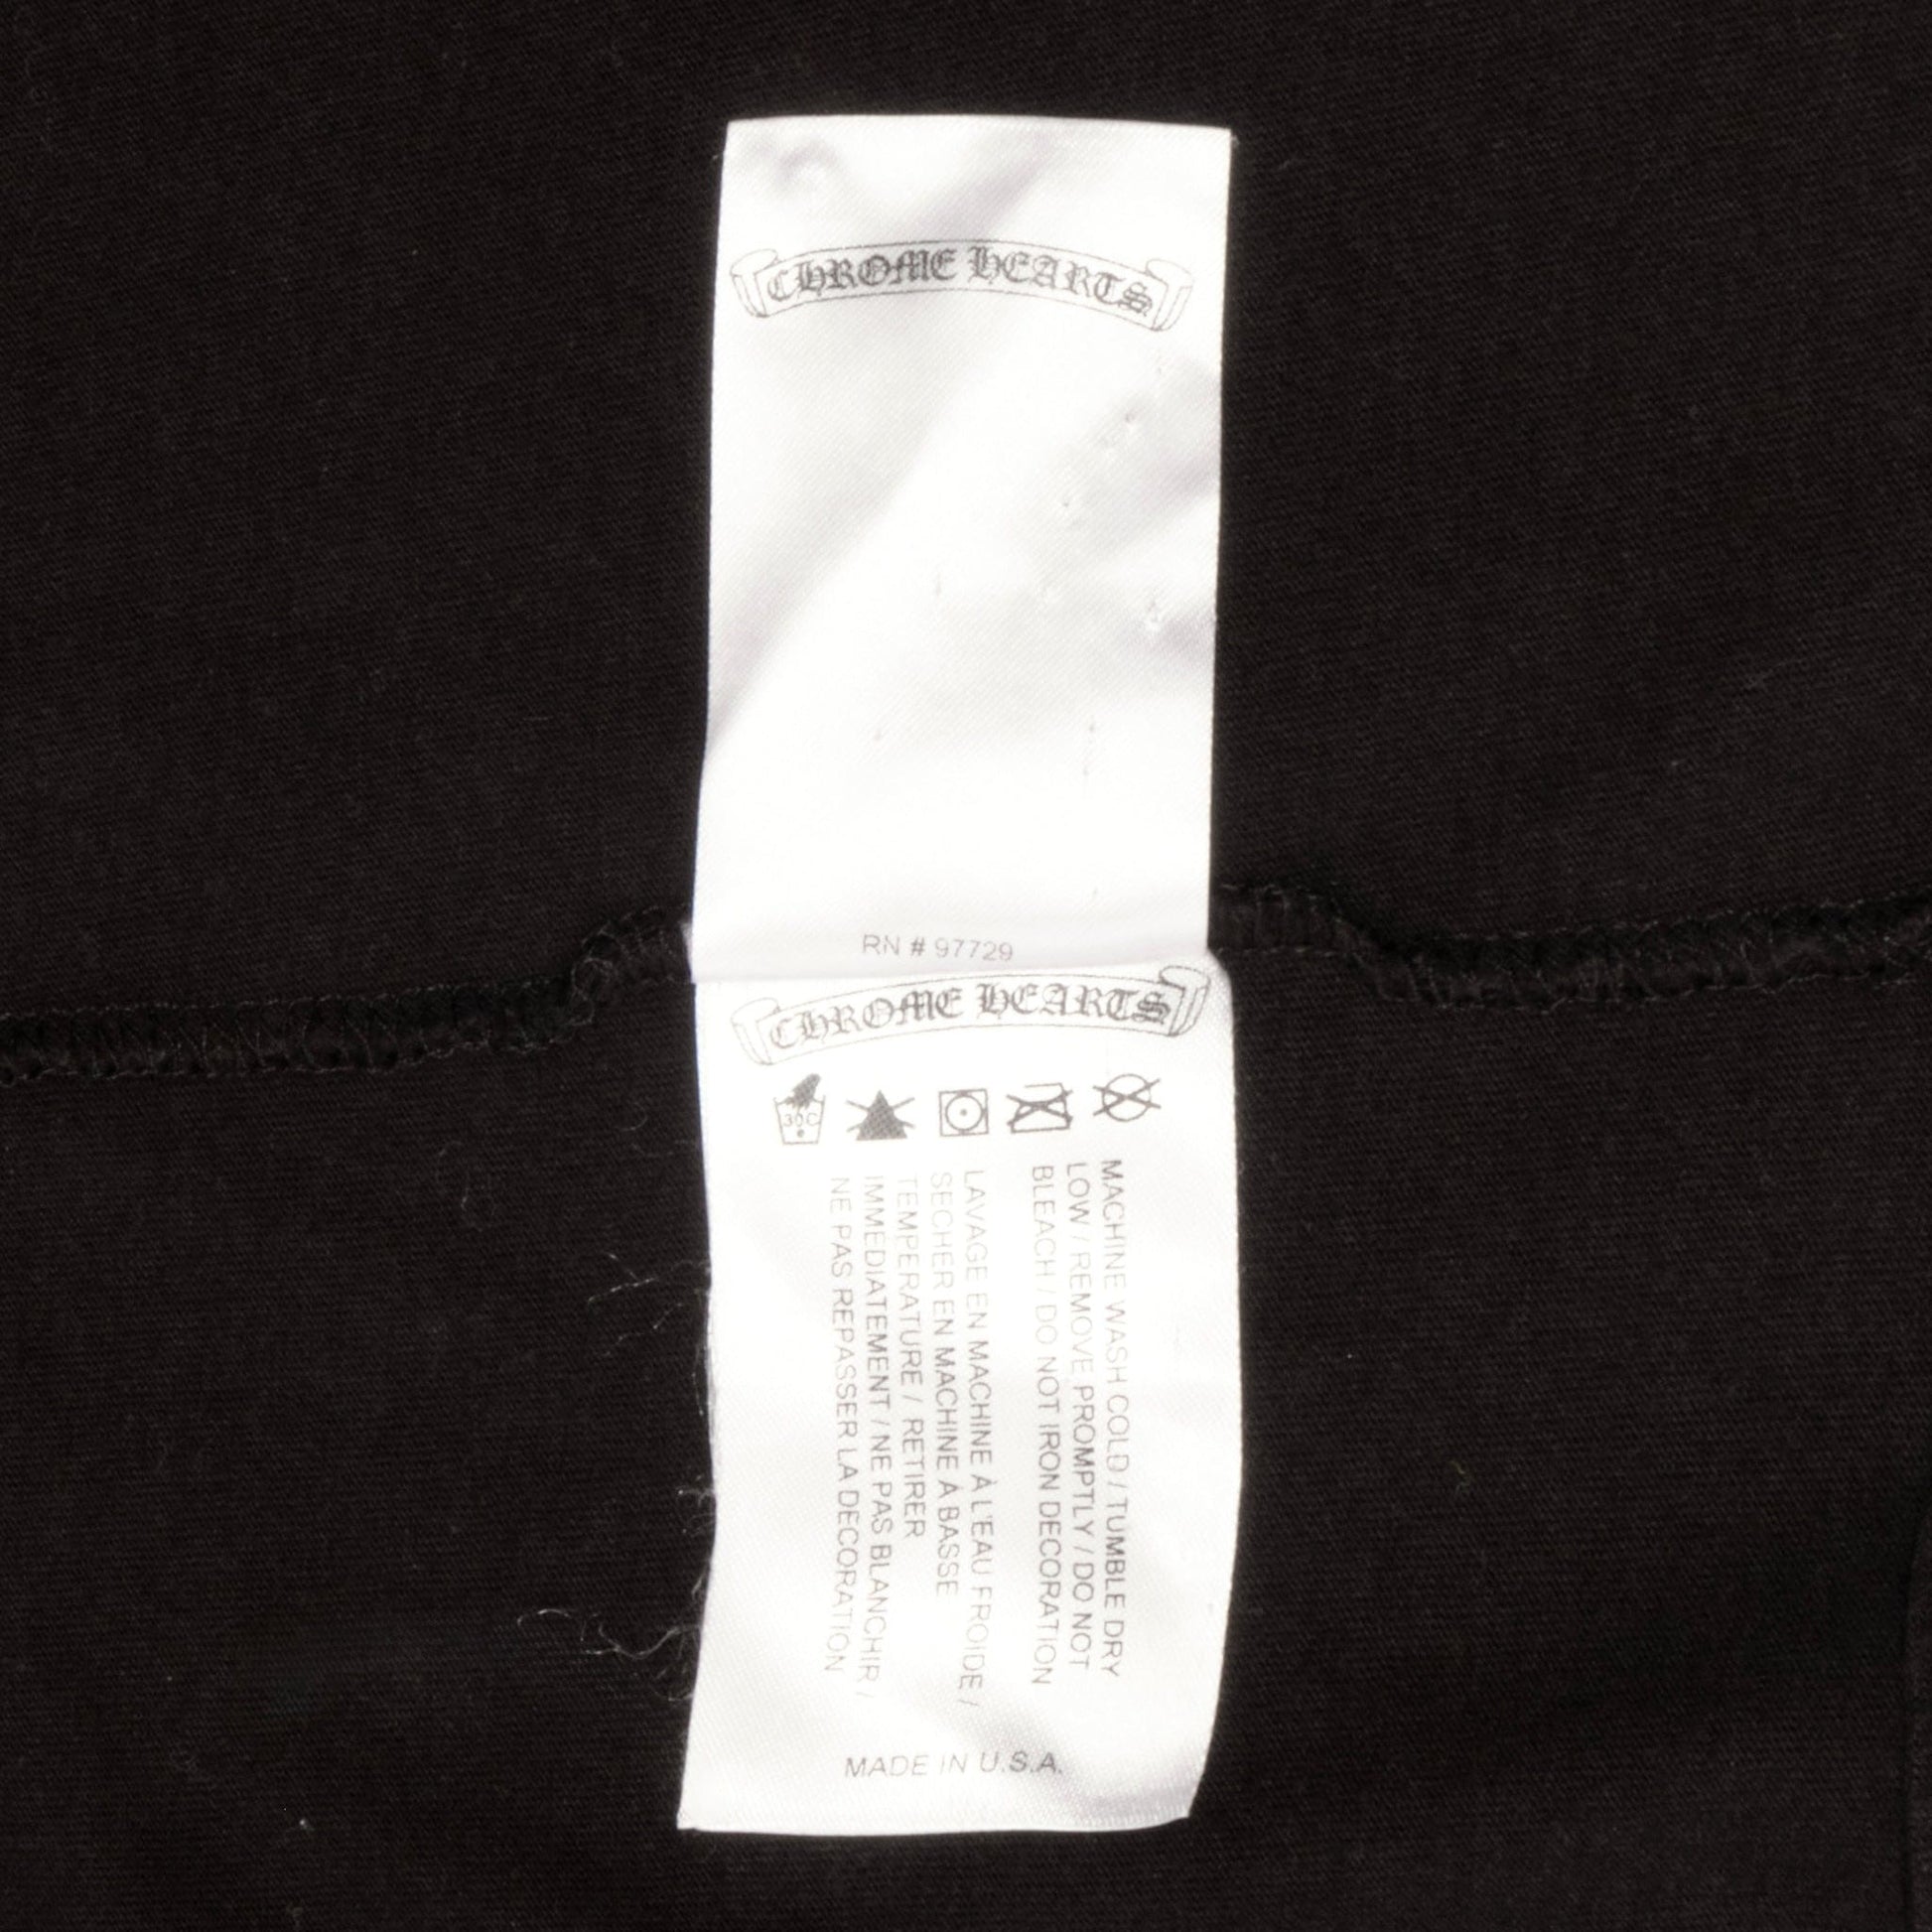 CHROME HEARTS
RN # 97729
CHROME HEARTS
30C
MACHINE WASH COLD / TUMBLE DRY
LOW / REMOVE PROMPTLY / DO NOT
BLEACH / DO NOT IRON DECORATION
LAVAGE EN MACHINE À L'EAU FROIDE /
SECHER EN MACHINE À BASSE
TEMPERATURE / RETIRER
IMMEDIATEMENT / NE PAS BLANCHIR /
NE PAS REPASSER LA DECORATION
MADE IN U.S.A.